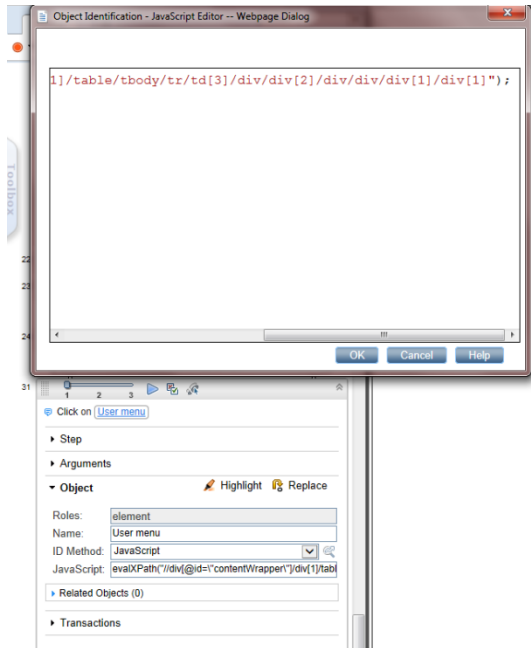 Object Identification - JavaScript Editor -- Webpage Dialog
1]/table/tbody/tr/td[3]/div/div[2]/div/div/div[1]/div[1]");
Toolbox
22
23
24
OK Cancel Help
31
1 2 3
Click on User menu
Step
Arguments
Object Highlight Replace
Roles: element
Name: User menu
ID Method: JavaScript
JavaScript: evalXPath("//div[@id=\"contentWrapper\"]/div[1]/tabl
Related Objects (0)
Transactions